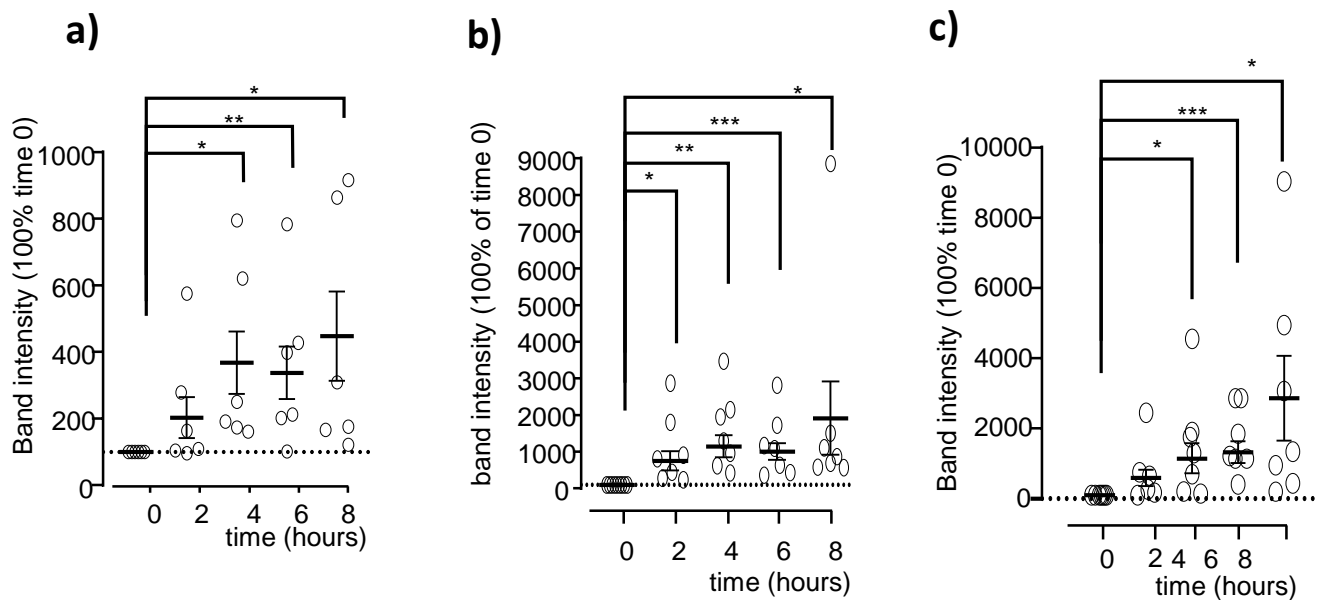 a)
*
**
*
Band intensity (100% time 0)
1000
800
600
400
200
0
0 2 4 6 8
time (hours)
b)
*
***
**
*
band intensity (100% of time 0)
9000
8000
7000
6000
5000
4000
3000
2000
1000
0
0 2 4 6 8
time (hours)
c)
*
***
*
Band intensity (100% time 0)
10000
8000
6000
4000
2000
0
0 2 4 6 8
time (hours)